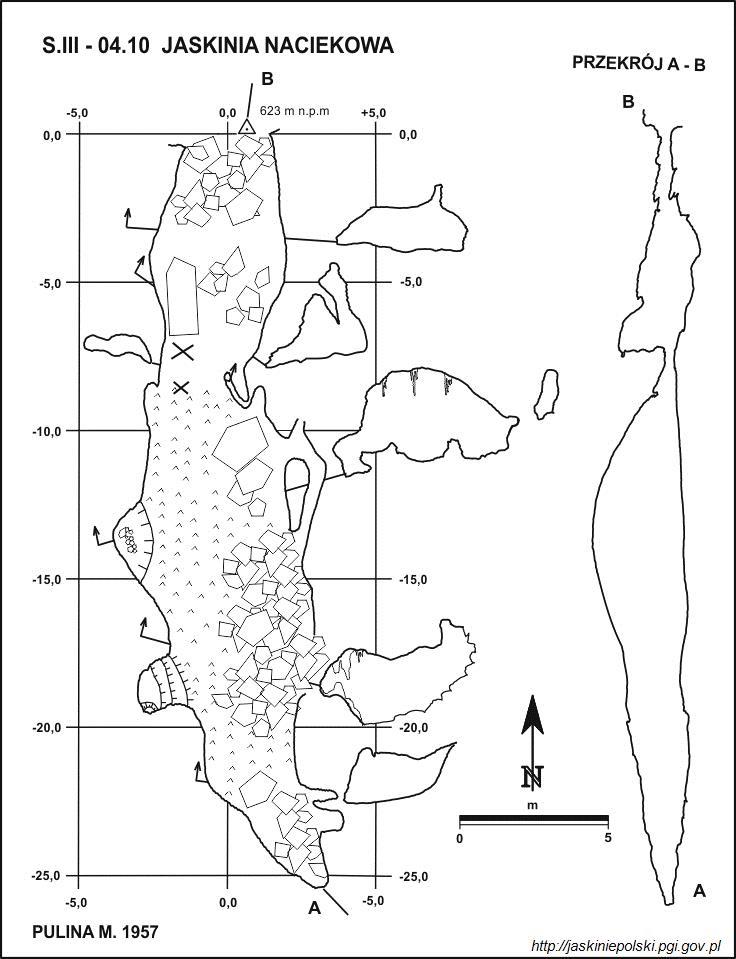 S.III - 04.10 JASKINIA NACIEKOWA
PRZEKRÓJ A - B
B
B
-5,0
0,0
623 m n.p.m
+5,0
0,0
0,0
-5,0
-5,0
-10,0
-15,0
-15,0
-20,0
-20,0
N
m
0
5
-25,0
-25,0
A
-5,0
0,0
-5,0
A
PULINA M. 1957
http://jaskiniepolski.pgi.gov.pl